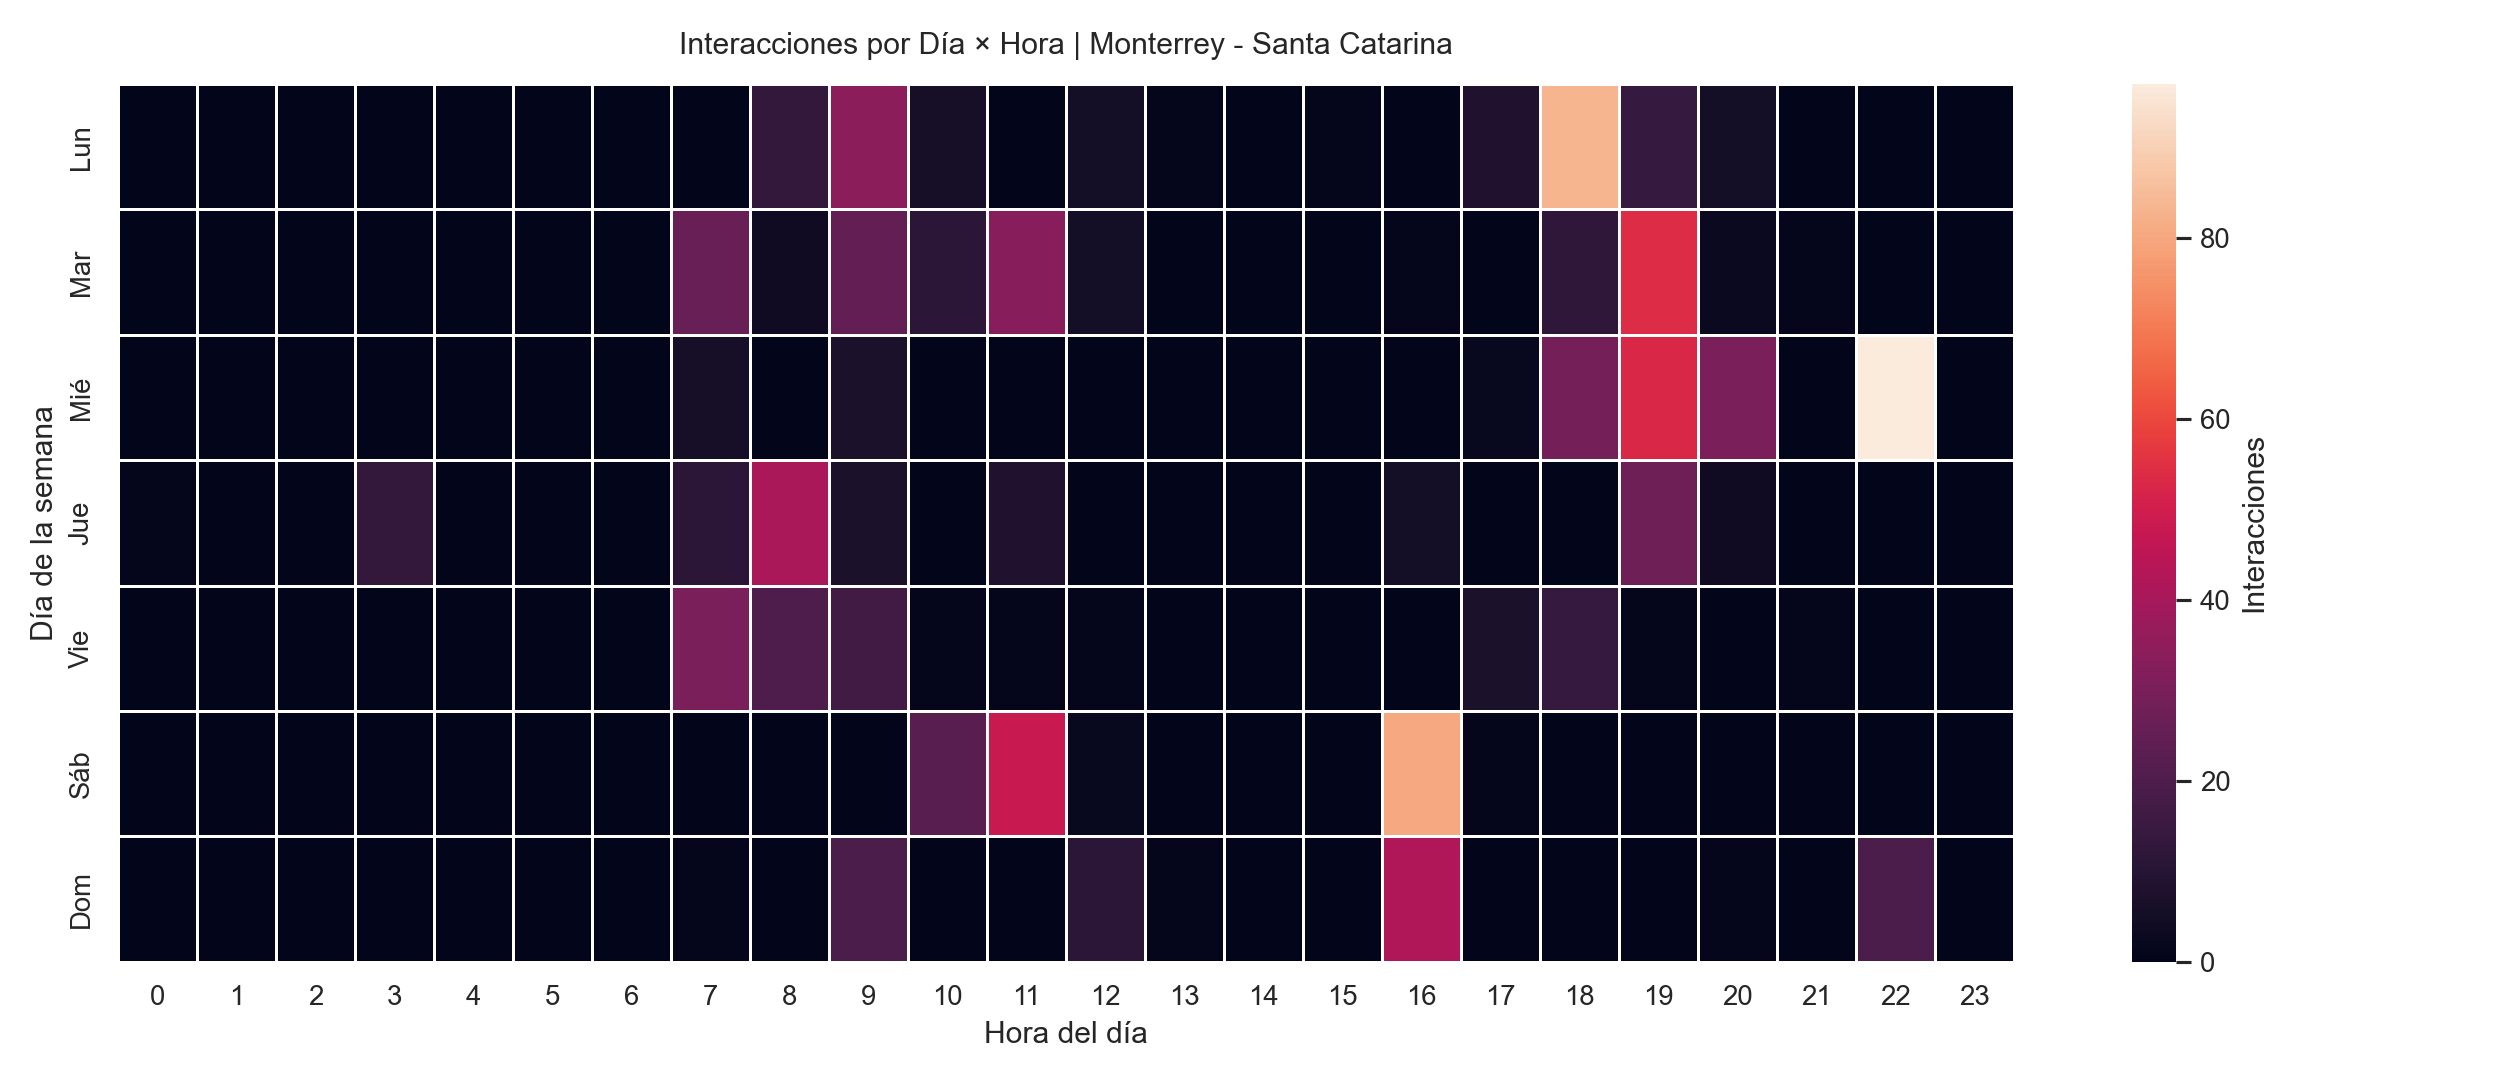 Interacciones por Día × Hora | Monterrey - Santa Catarina
Día de la semana
Lun
Mar
Mié
Jue
Vie
Sáb
Dom
0 1 2 3 4 5 6 7 8 9 10 11 12 13 14 15 16 17 18 19 20 21 22 23
Hora del día
80
60
40
20
0
Interacciones